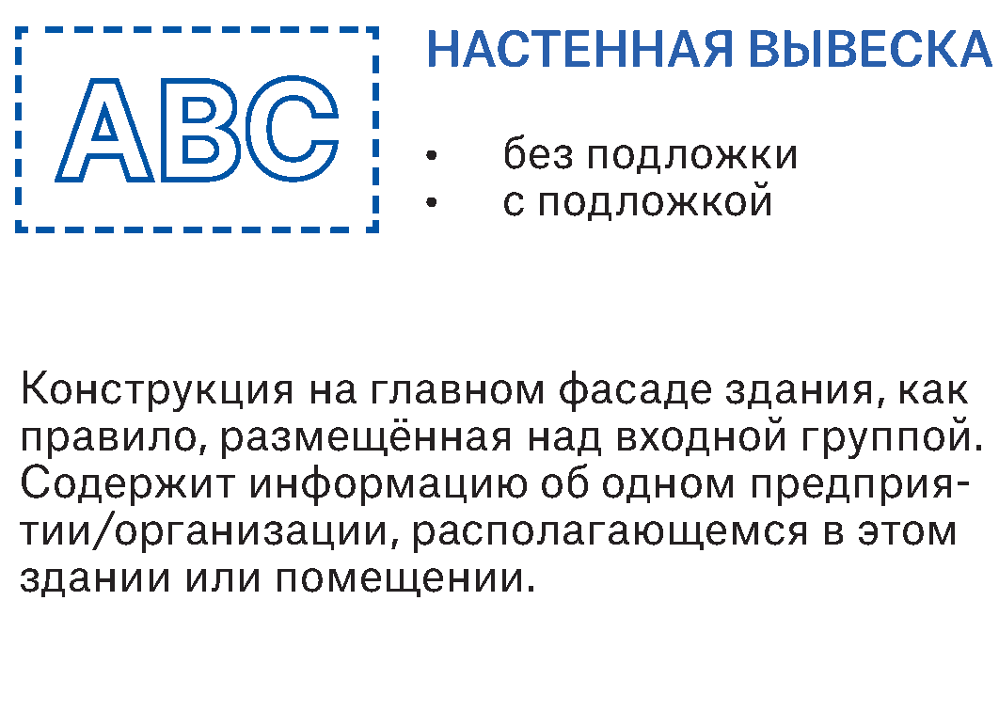 ABC
НАСТЕННАЯ ВЫВЕСКА
• без подложки
• с подложкой
Конструкция на главном фасаде здания, как
правило, размещённая над входной группой.
Содержит информацию об одном предприя-
тии/организации, располагающемся в этом
здании или помещении.